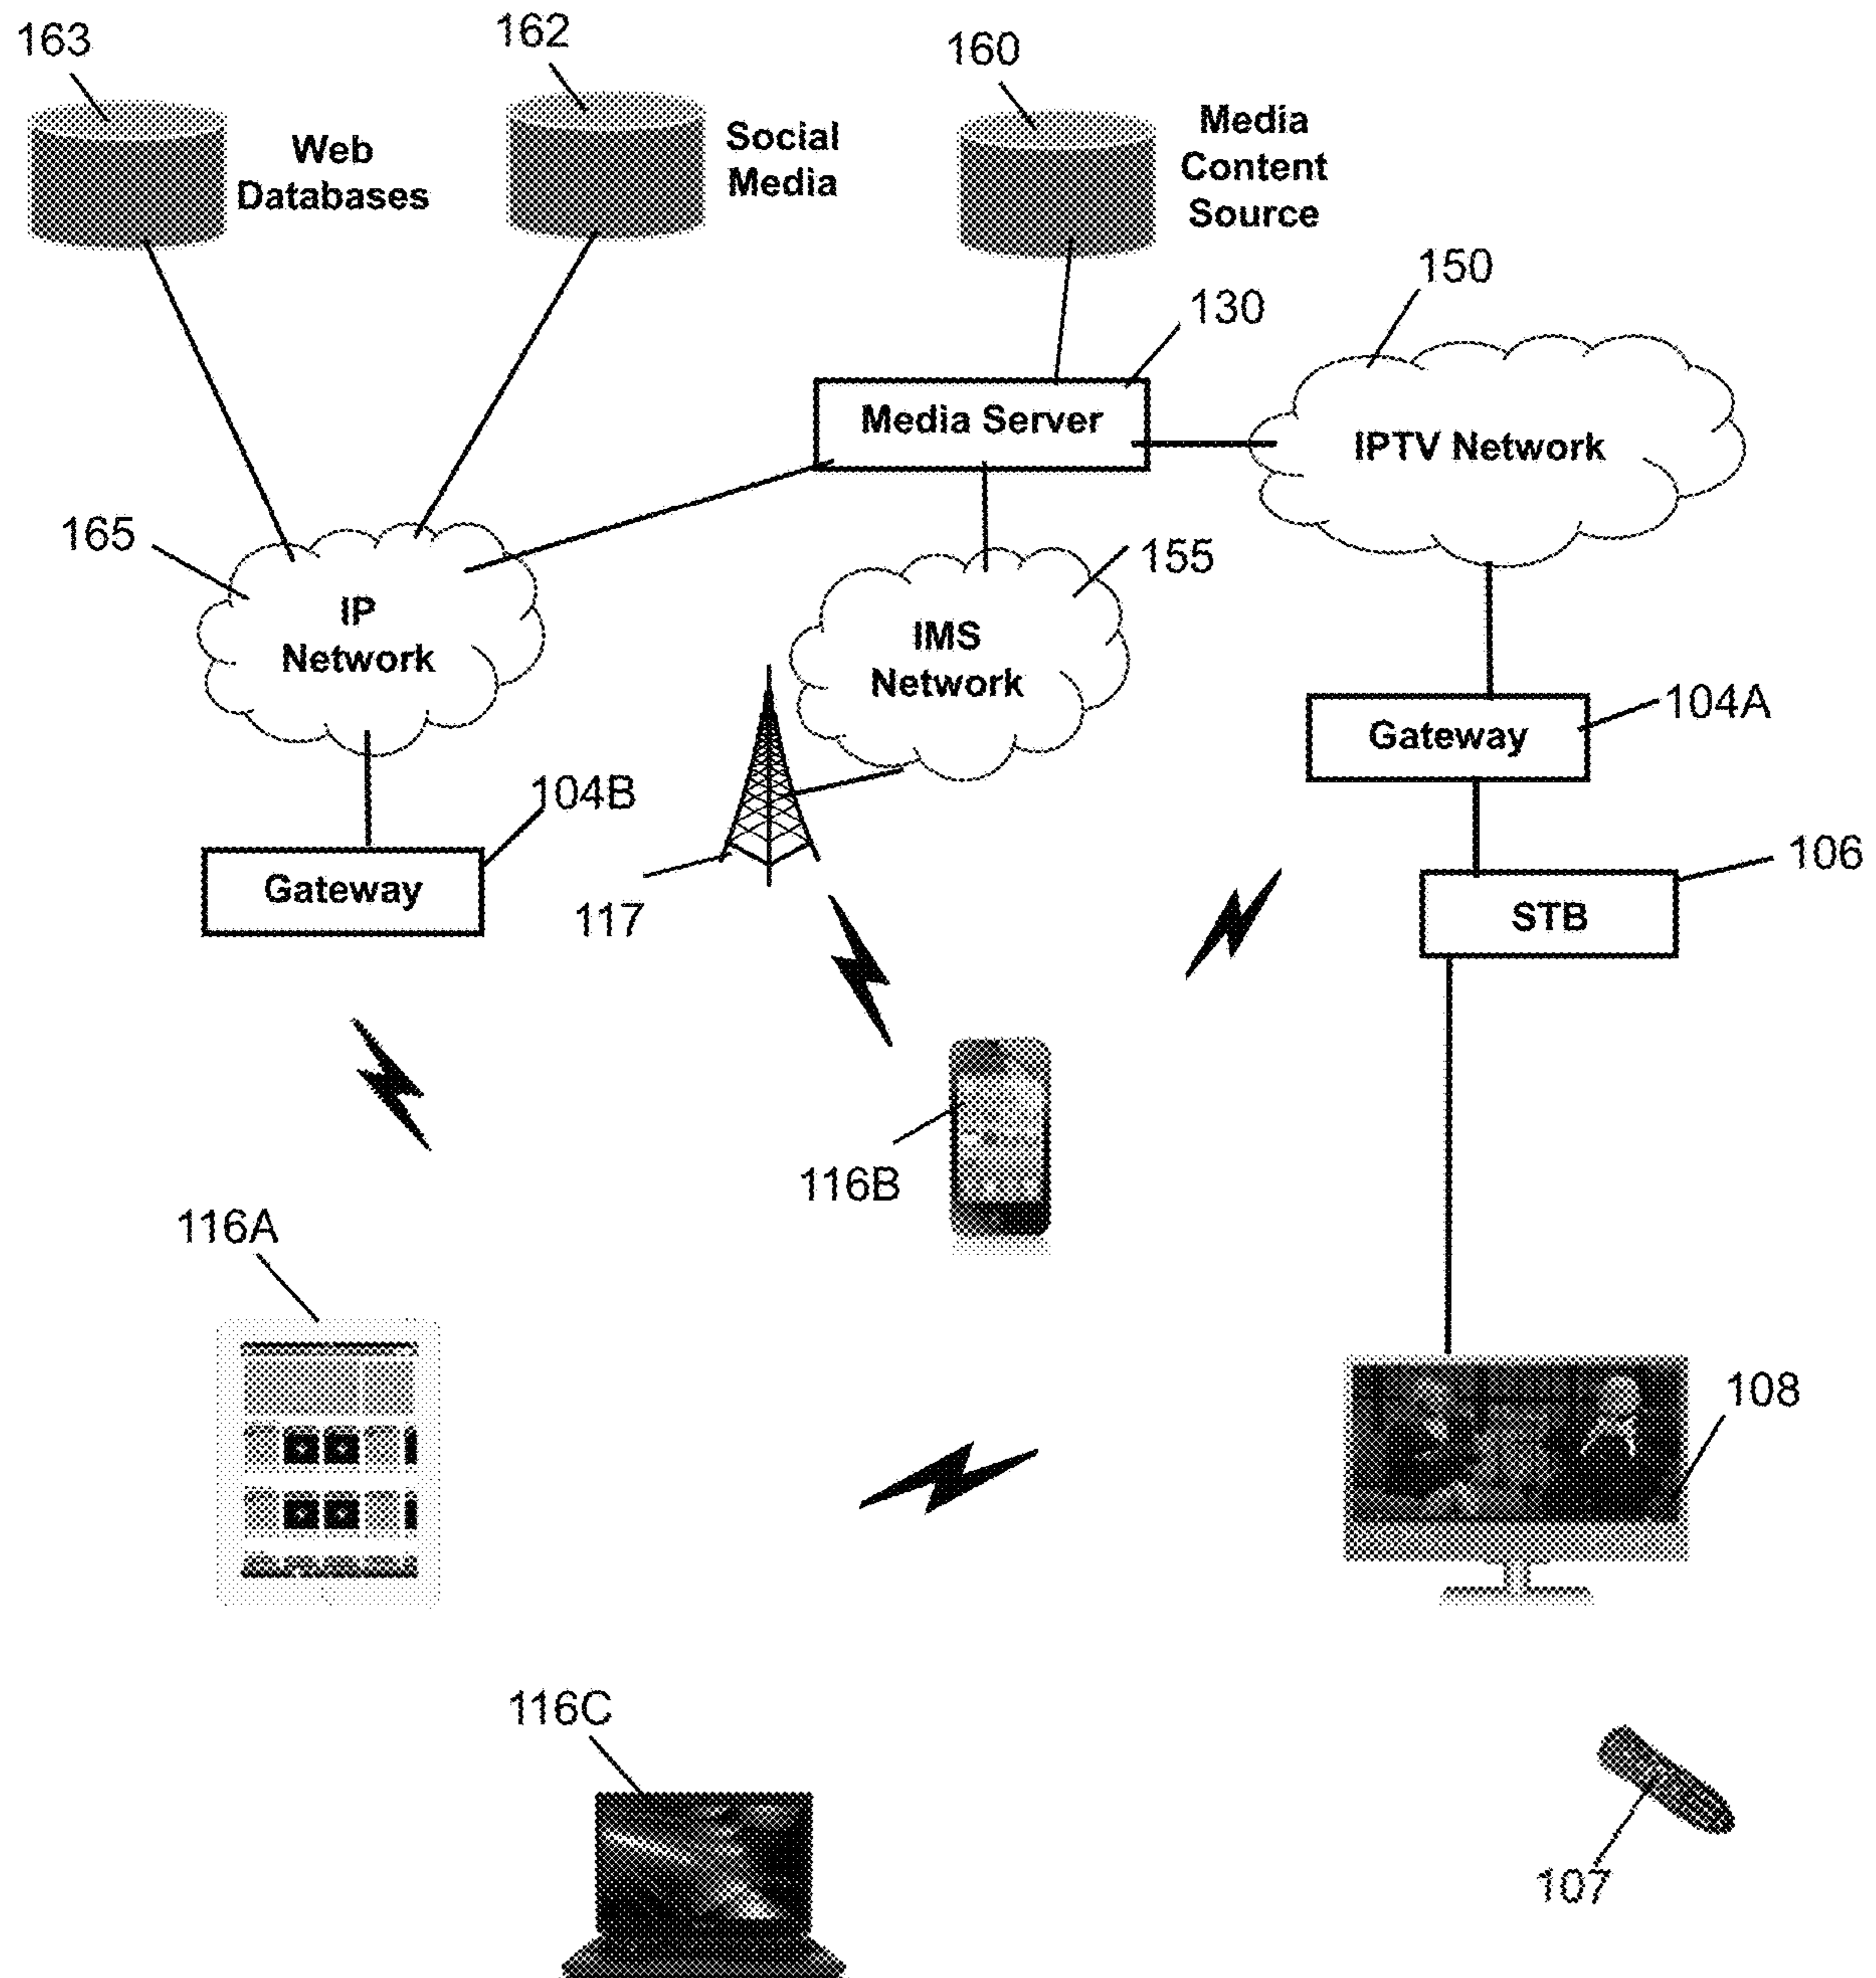 163
162
160
Web
Databases
Social
Media
Media
Content
Source
150
130
Media Server
IPTV Network
165
155
IP
Network
IMS
Network
104A
Gateway
104B
Gateway
106
STB
117
116B
116A
108
116C
107